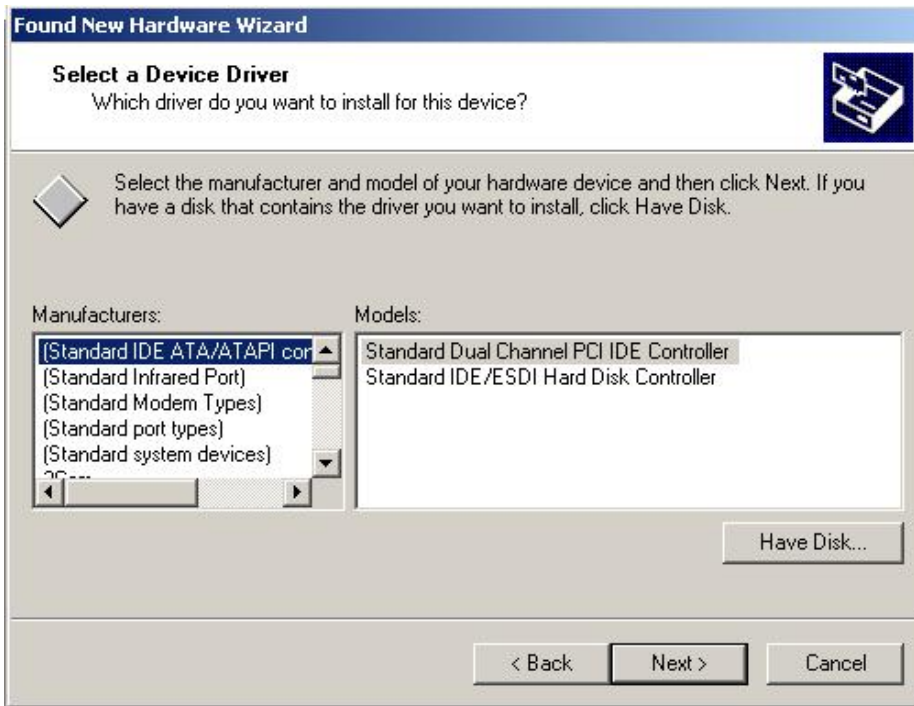 Found New Hardware Wizard
Select a Device Driver
Which driver do you want to install for this device?
Select the manufacturer and model of your hardware device and then click Next. If you
have a disk that contains the driver you want to install, click Have Disk.
Manufacturers:
(Standard IDE ATA/ATAPI con
(Standard Infrared Port)
(Standard Modem Types)
(Standard port types)
(Standard system devices)
Models:
Standard Dual Channel PCI IDE Controller
Standard IDE/ESDI Hard Disk Controller
Have Disk...
< Back
Next >
Cancel